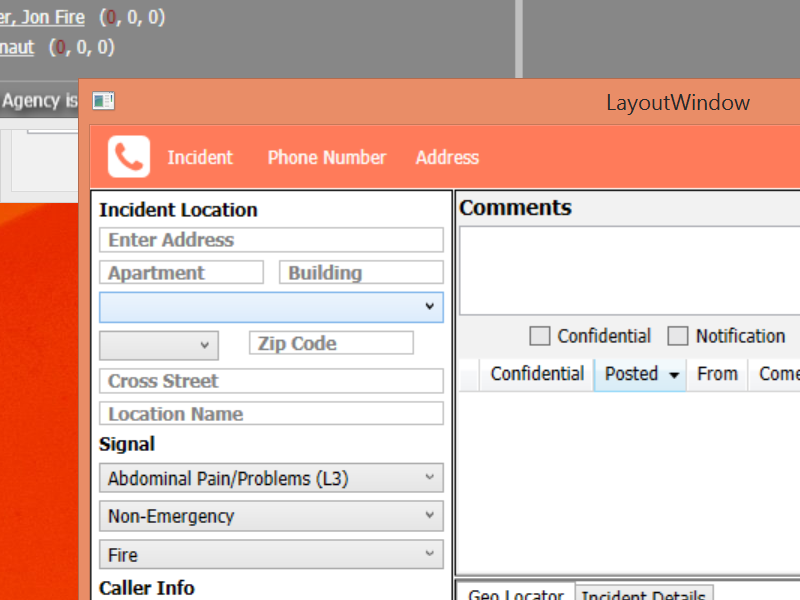 er, Jon Fire (0, 0, 0)
naut (0, 0, 0)
Agency is
LayoutWindow
Incident Phone Number Address
Incident Location
Enter Address
Apartment Building
Zip Code
Cross Street
Location Name
Signal
Abdominal Pain/Problems (L3)
Non-Emergency
Fire
Caller Info
Comments
Confidential Notification
Confidential Posted From Come
Geo Locator Incident Details